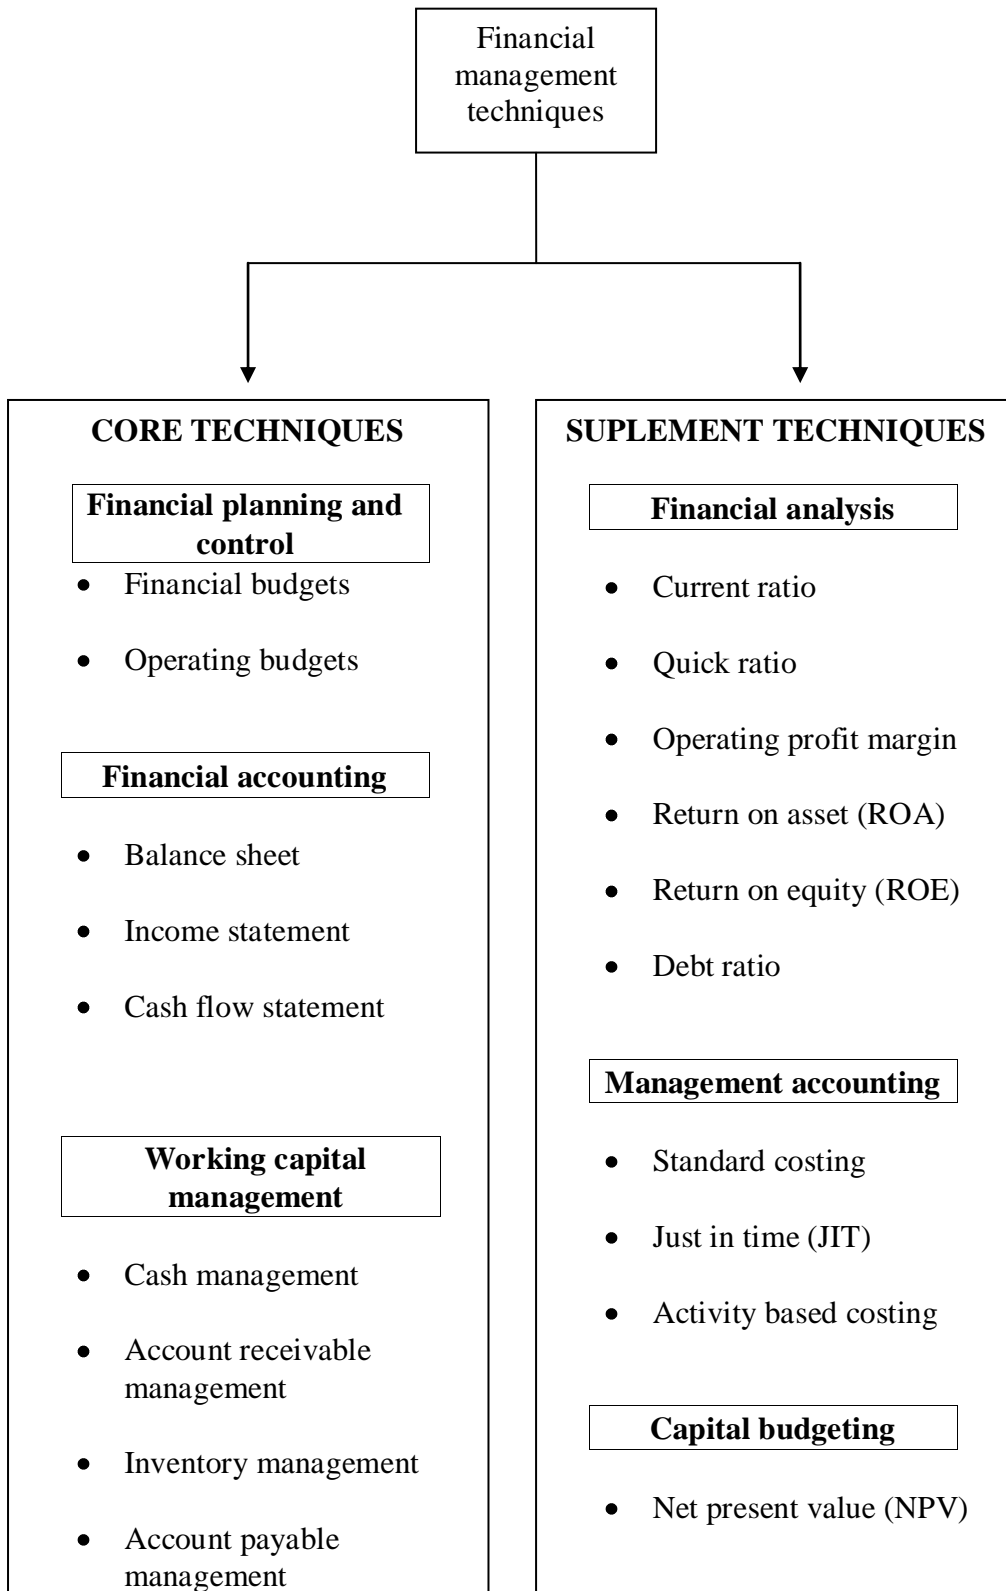 Financial
management
techniques
CORE TECHNIQUES
Financial planning and
control
• Financial budgets
• Operating budgets
Financial accounting
• Balance sheet
• Income statement
• Cash flow statement
Working capital
management
• Cash management
• Account receivable
management
• Inventory management
• Account payable
management
SUPLEMENT TECHNIQUES
Financial analysis
• Current ratio
• Quick ratio
• Operating profit margin
• Return on asset (ROA)
• Return on equity (ROE)
• Debt ratio
Management accounting
• Standard costing
• Just in time (JIT)
• Activity based costing
Capital budgeting
• Net present value (NPV)